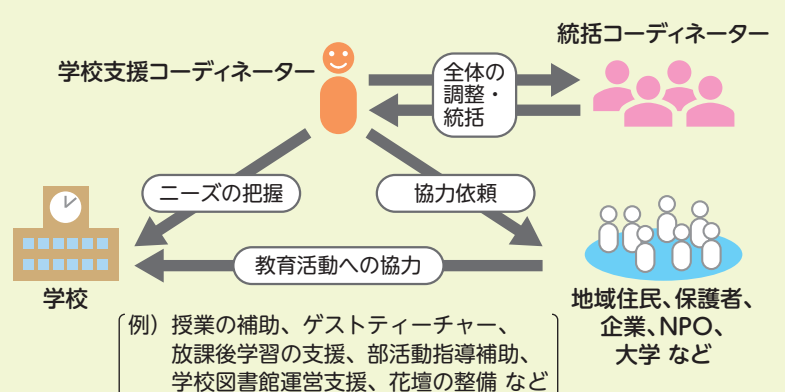 統括コーディネーター
学校支援コーディネーター
全体の
調整・
統括
ニーズの把握
協力依頼
教育活動への協力
学校
地域住民、保護者、
企業、NPO、
大学 など
例）授業の補助、ゲストティーチャー、
放課後学習の支援、部活動指導補助、
学校図書館運営支援、花壇の整備 など